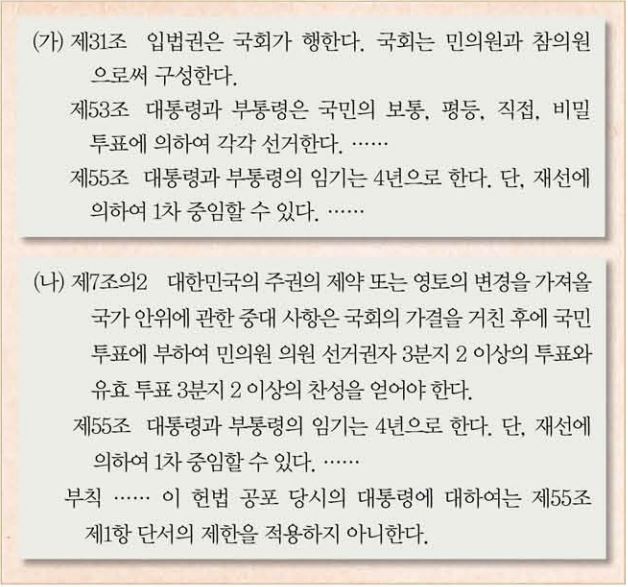 (가) 제31조 입법권은 국회가 행한다. 국회는 민의원과 참의원
으로써 구성한다.
제53조 대통령과 부통령은 국민의 보통, 평등, 직접, 비밀
투표에 의하여 각각 선거한다. ……
제55조 대통령과 부통령의 임기는 4년으로 한다. 단, 재선에
의하여 1차 중임할 수 있다. ……
(나) 제7조의2 대한민국의 주권의 제약 또는 영토의 변경을 가져올
국가 안위에 관한 중대 사항은 국회의 가결을 거친 후에 국민
투표에 부하여 민의원 의원 선거권자 3분지 2 이상의 투표와
유효 투표 3분지 2 이상의 찬성을 얻어야 한다.
제55조 대통령과 부통령의 임기는 4년으로 한다. 단, 재선에
의하여 1차 중임할 수 있다. ……
부칙 …… 이 헌법 공포 당시의 대통령에 대하여는 제55조
제1항 단서의 제한을 적용하지 아니한다.